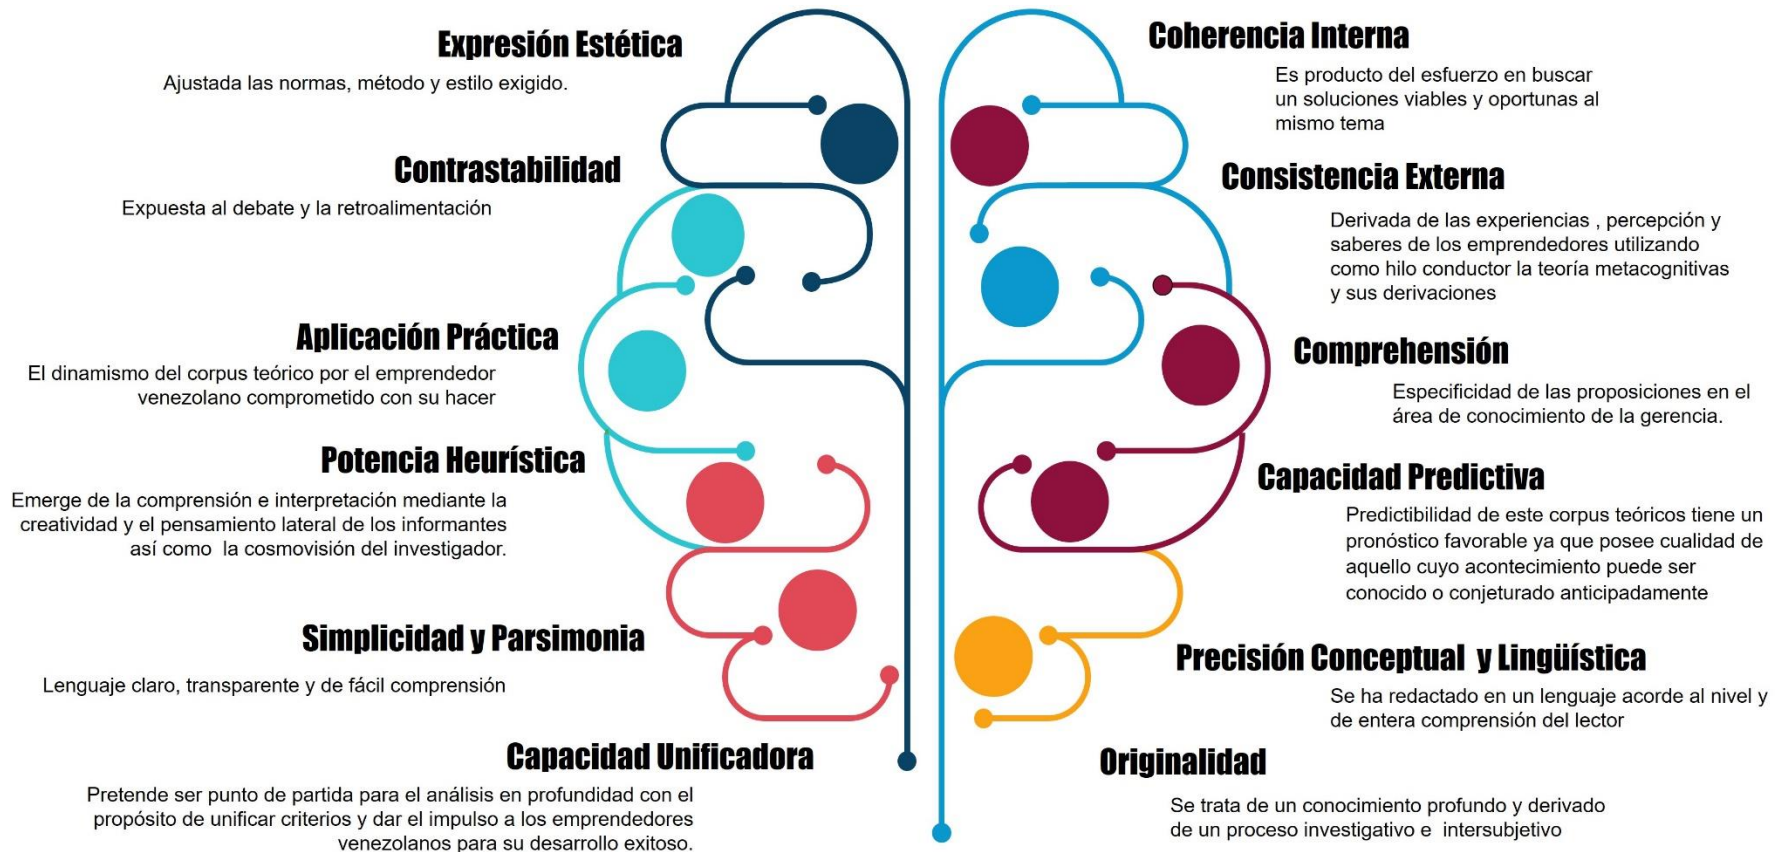 Expresión Estética
Ajustada las normas, método y estilo exigido.
Contrastabilidad
Expuesta al debate y la retroalimentación
Aplicación Práctica
El dinamismo del corpus teórico por el emprendedor
venezolano comprometido con su hacer
Potencia Heurística
Emerge de la comprensión e interpretación mediante la
creatividad y el pensamiento lateral de los informantes
así como la cosmovisión del investigador.
Simplicidad y Parsimonia
Lenguaje claro, transparente y de fácil comprensión
Capacidad Unificadora
Pretende ser punto de partida para el análisis en profundidad con el
propósito de unificar criterios y dar el impulso a los emprendedores
venezolanos para su desarrollo exitoso.
Coherencia Interna
Es producto del esfuerzo en buscar
un soluciones viables y oportunas al
mismo tema
Consistencia Externa
Derivada de las experiencias , percepción y
saberes de los emprendedores utilizando
como hilo conductor la teoría metacognitivas
y sus derivaciones
Comprehensión
Especificidad de las proposiciones en el
área de conocimiento de la gerencia.
Capacidad Predictiva
Predictibilidad de este corpus teóricos tiene un
pronóstico favorable ya que posee cualidad de
aquello cuyo acontecimiento puede ser
conocido o conjeturado anticipadamente
Precisión Conceptual y Lingüística
Se ha redactado en un lenguaje acorde al nivel y
de entera comprensión del lector
Originalidad
Se trata de un conocimiento profundo y derivado
de un proceso investigativo e intersubjetivo